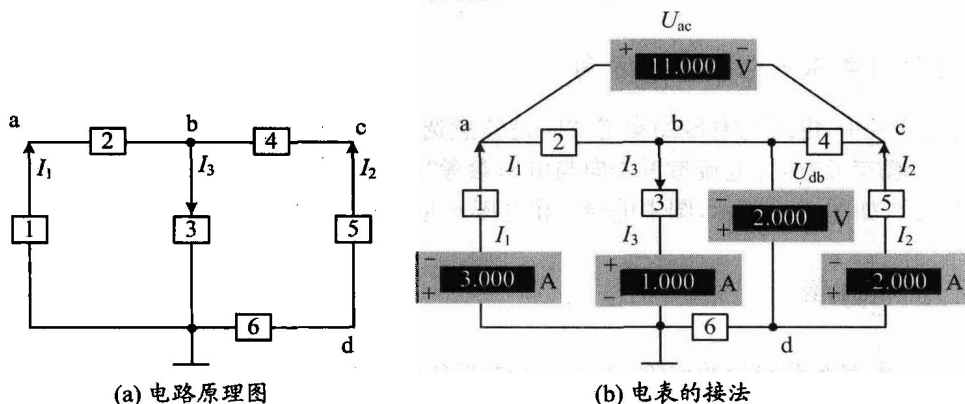 a
2
b
4
c
I₁
I₃
I₂
1
3
5
6
d
(a) 电路原理图
U_ac
+ 11.000 − V
a
2
b
4
c
I₁
I₃
U_db
I₂
1
3
− + 2.000 V
5
I₁
I₃
I₂
− + 3.000 A
+ − 1.000 A
− + -2.000 A
6
d
(b) 电表的接法